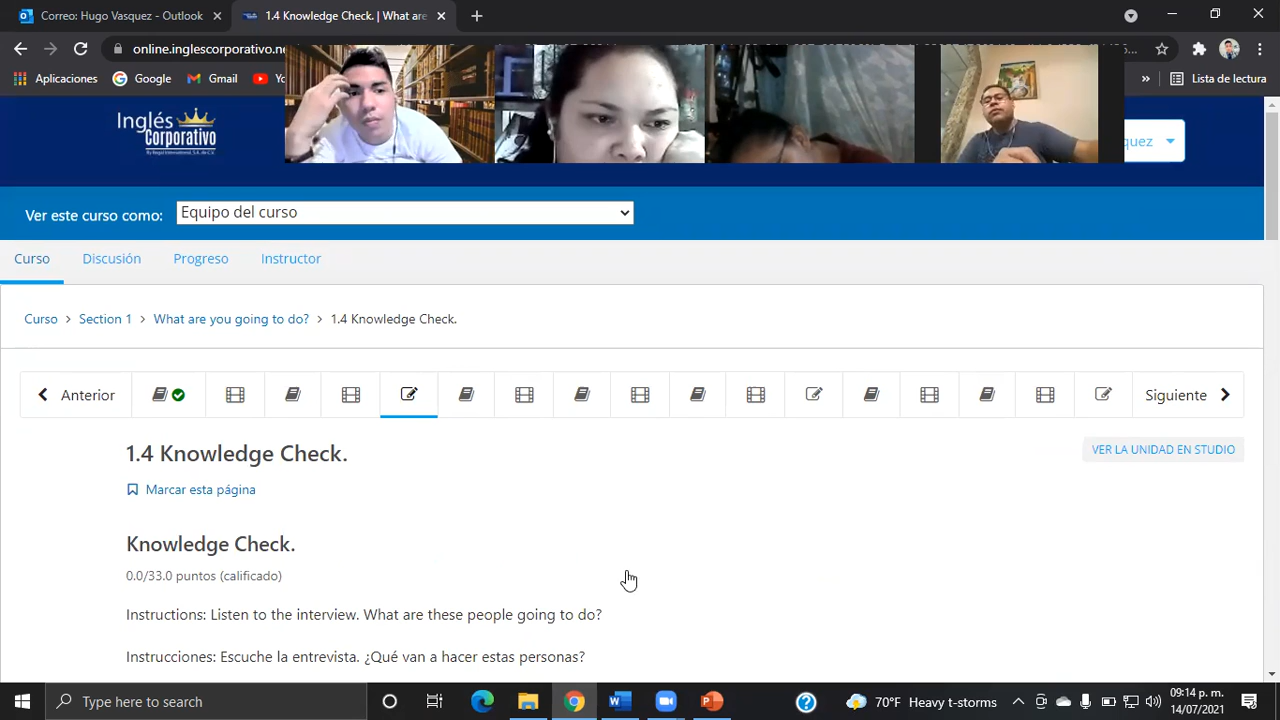 Correo: Hugo Vasquez - Outlook
1.4 Knowledge Check. | What are
online.inglescorporativo.ne
Aplicaciones
Google
Gmail
Lista de lectura
Inglés
Corporativo
By Regal International, S.A. de C.V.
quez
Ver este curso como:
Equipo del curso
Curso
Discusión
Progreso
Instructor
Curso > Section 1 > What are you going to do? > 1.4 Knowledge Check.
Anterior
Siguiente
1.4 Knowledge Check.
VER LA UNIDAD EN STUDIO
Marcar esta página
Knowledge Check.
0.0/33.0 puntos (calificado)
Instructions: Listen to the interview. What are these people going to do?
Instrucciones: Escuche la entrevista. ¿Qué van a hacer estas personas?
Type here to search
70°F Heavy t-storms
09:14 p. m.
14/07/2021